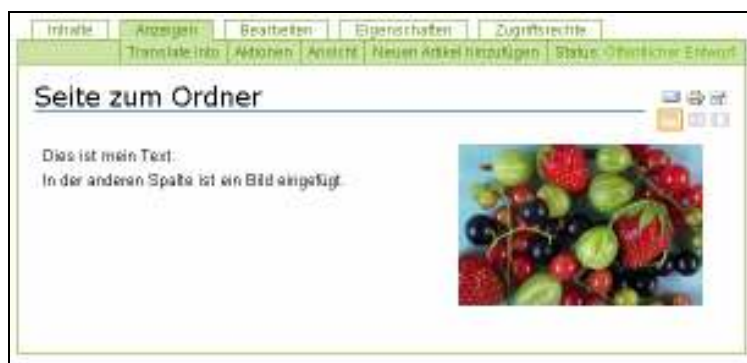 Inhalte Anzeigen Bearbeiten Eigenschaften Zugriffsrechte
Translate into Aktionen Ansicht Neuen Artikel hinzufügen Status: Öffentlicher Entwurf
Seite zum Ordner
Dies ist mein Text.
In der anderen Spalte ist ein Bild eingefügt.